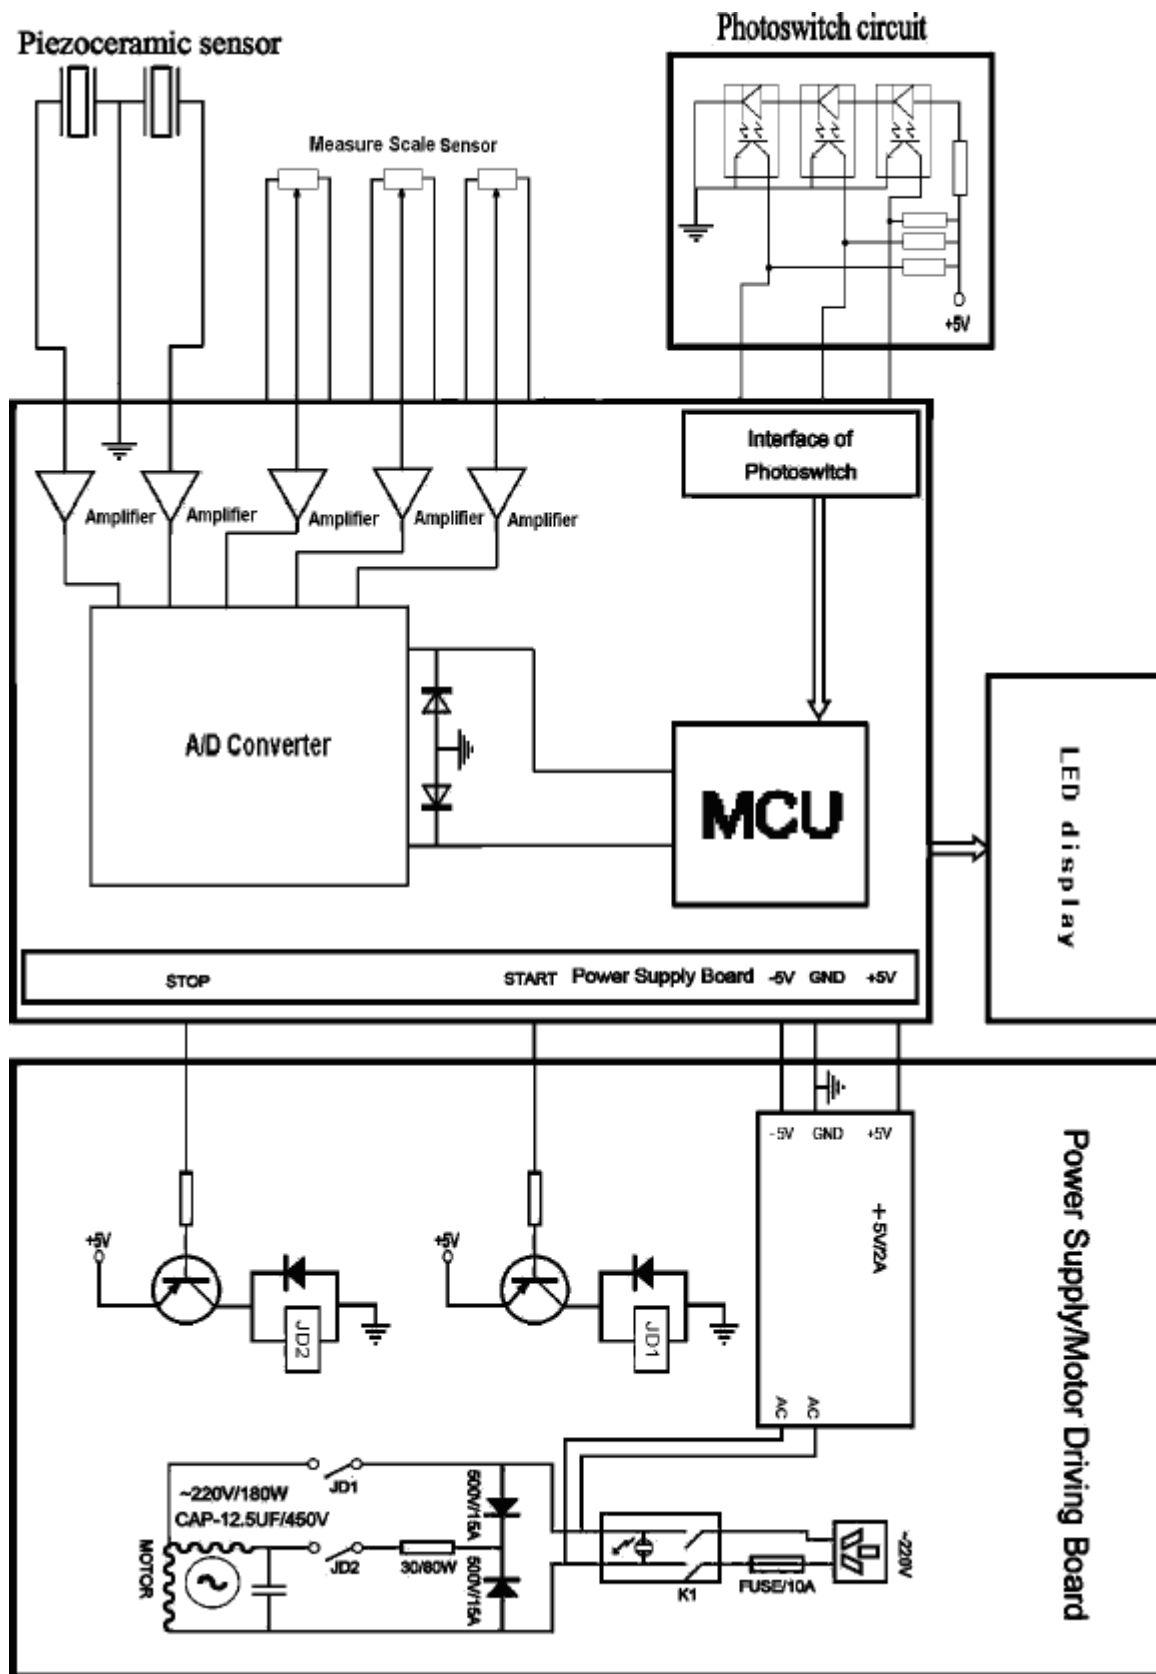 Piezoceramic sensor
Photoswitch circuit
Measure Scale Sensor
+5V
Interface of
Photoswitch
Amplifier
Amplifier
Amplifier
Amplifier
Amplifier
A/D Converter
MCU
LED display
STOP
START
Power Supply Board
-5V
GND
+5V
-5V
GND
+5V
+5V/2A
AC
AC
Power Supply/Motor Driving Board
+5V
JD2
+5V
JD1
~220V/180W
CAP-12.5UF/450V
JD1
JD2
30/80W
500V/15A
500V/15A
MOTOR
K1
FUSE/10A
~220V